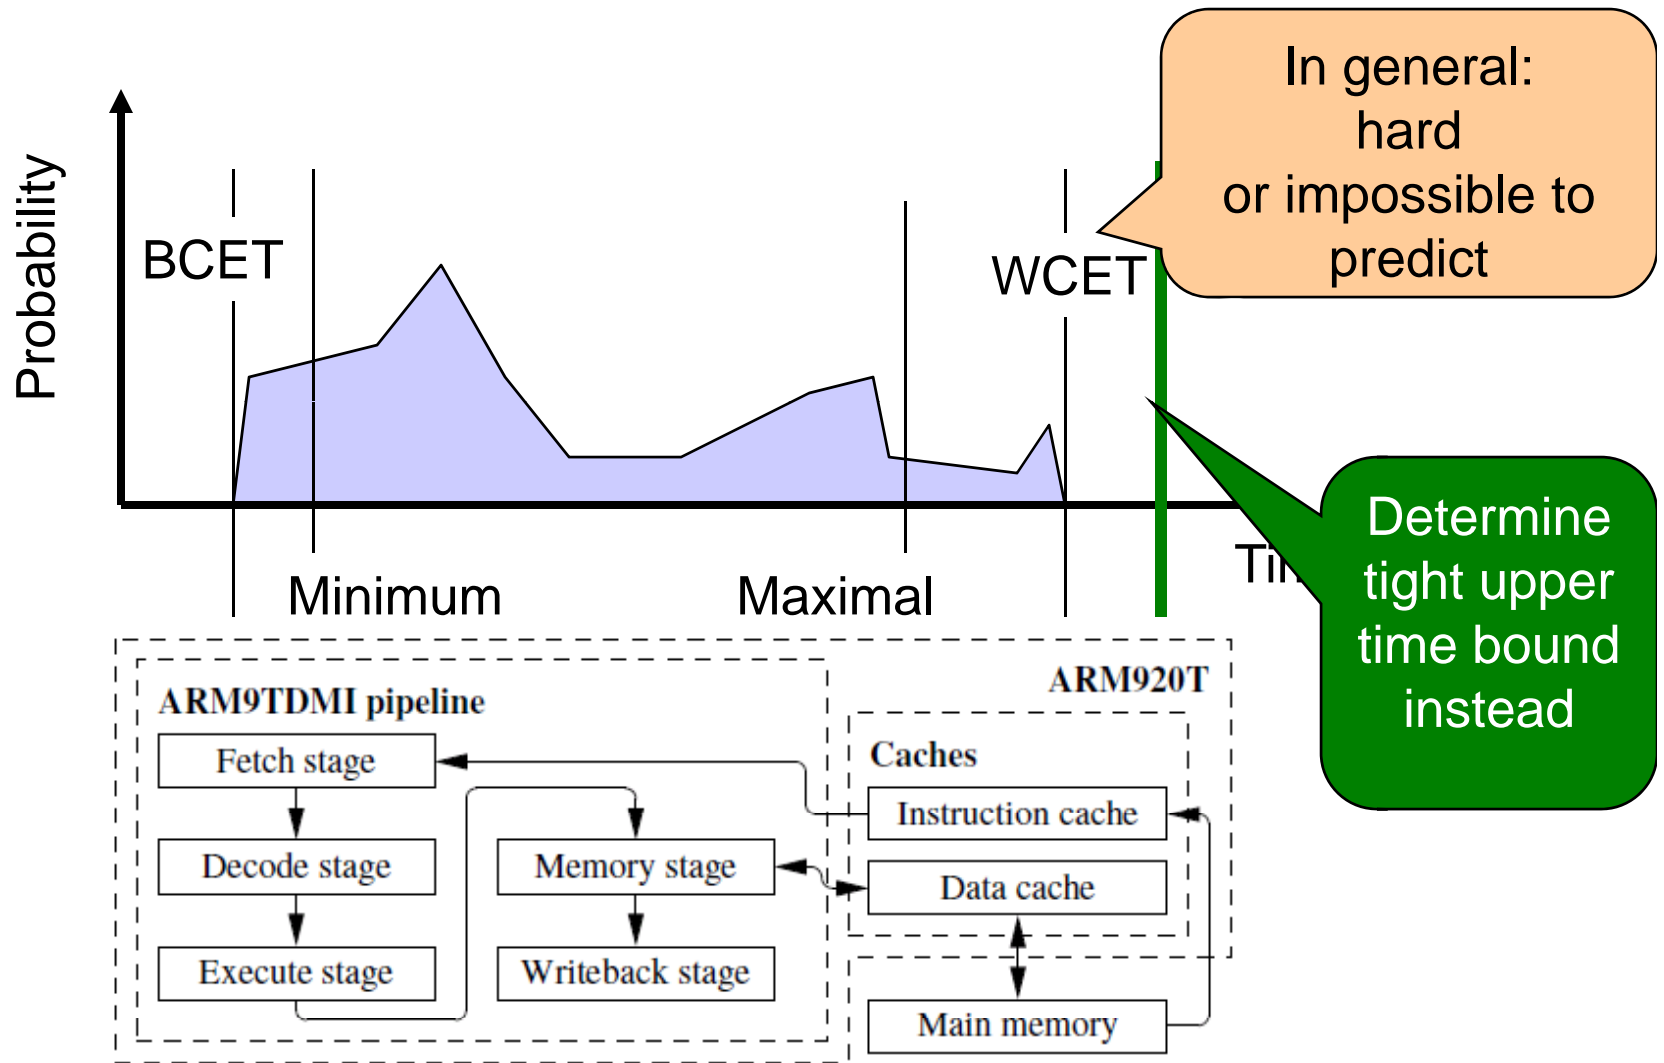 In general:
hard
or impossible to
predict
Probability
BCET
WCET
Minimum
Maximal
Determine
tight upper
time bound
instead
ARM920T
ARM9TDMI pipeline
Fetch stage
Decode stage
Execute stage
Memory stage
Writeback stage
Caches
Instruction cache
Data cache
Main memory